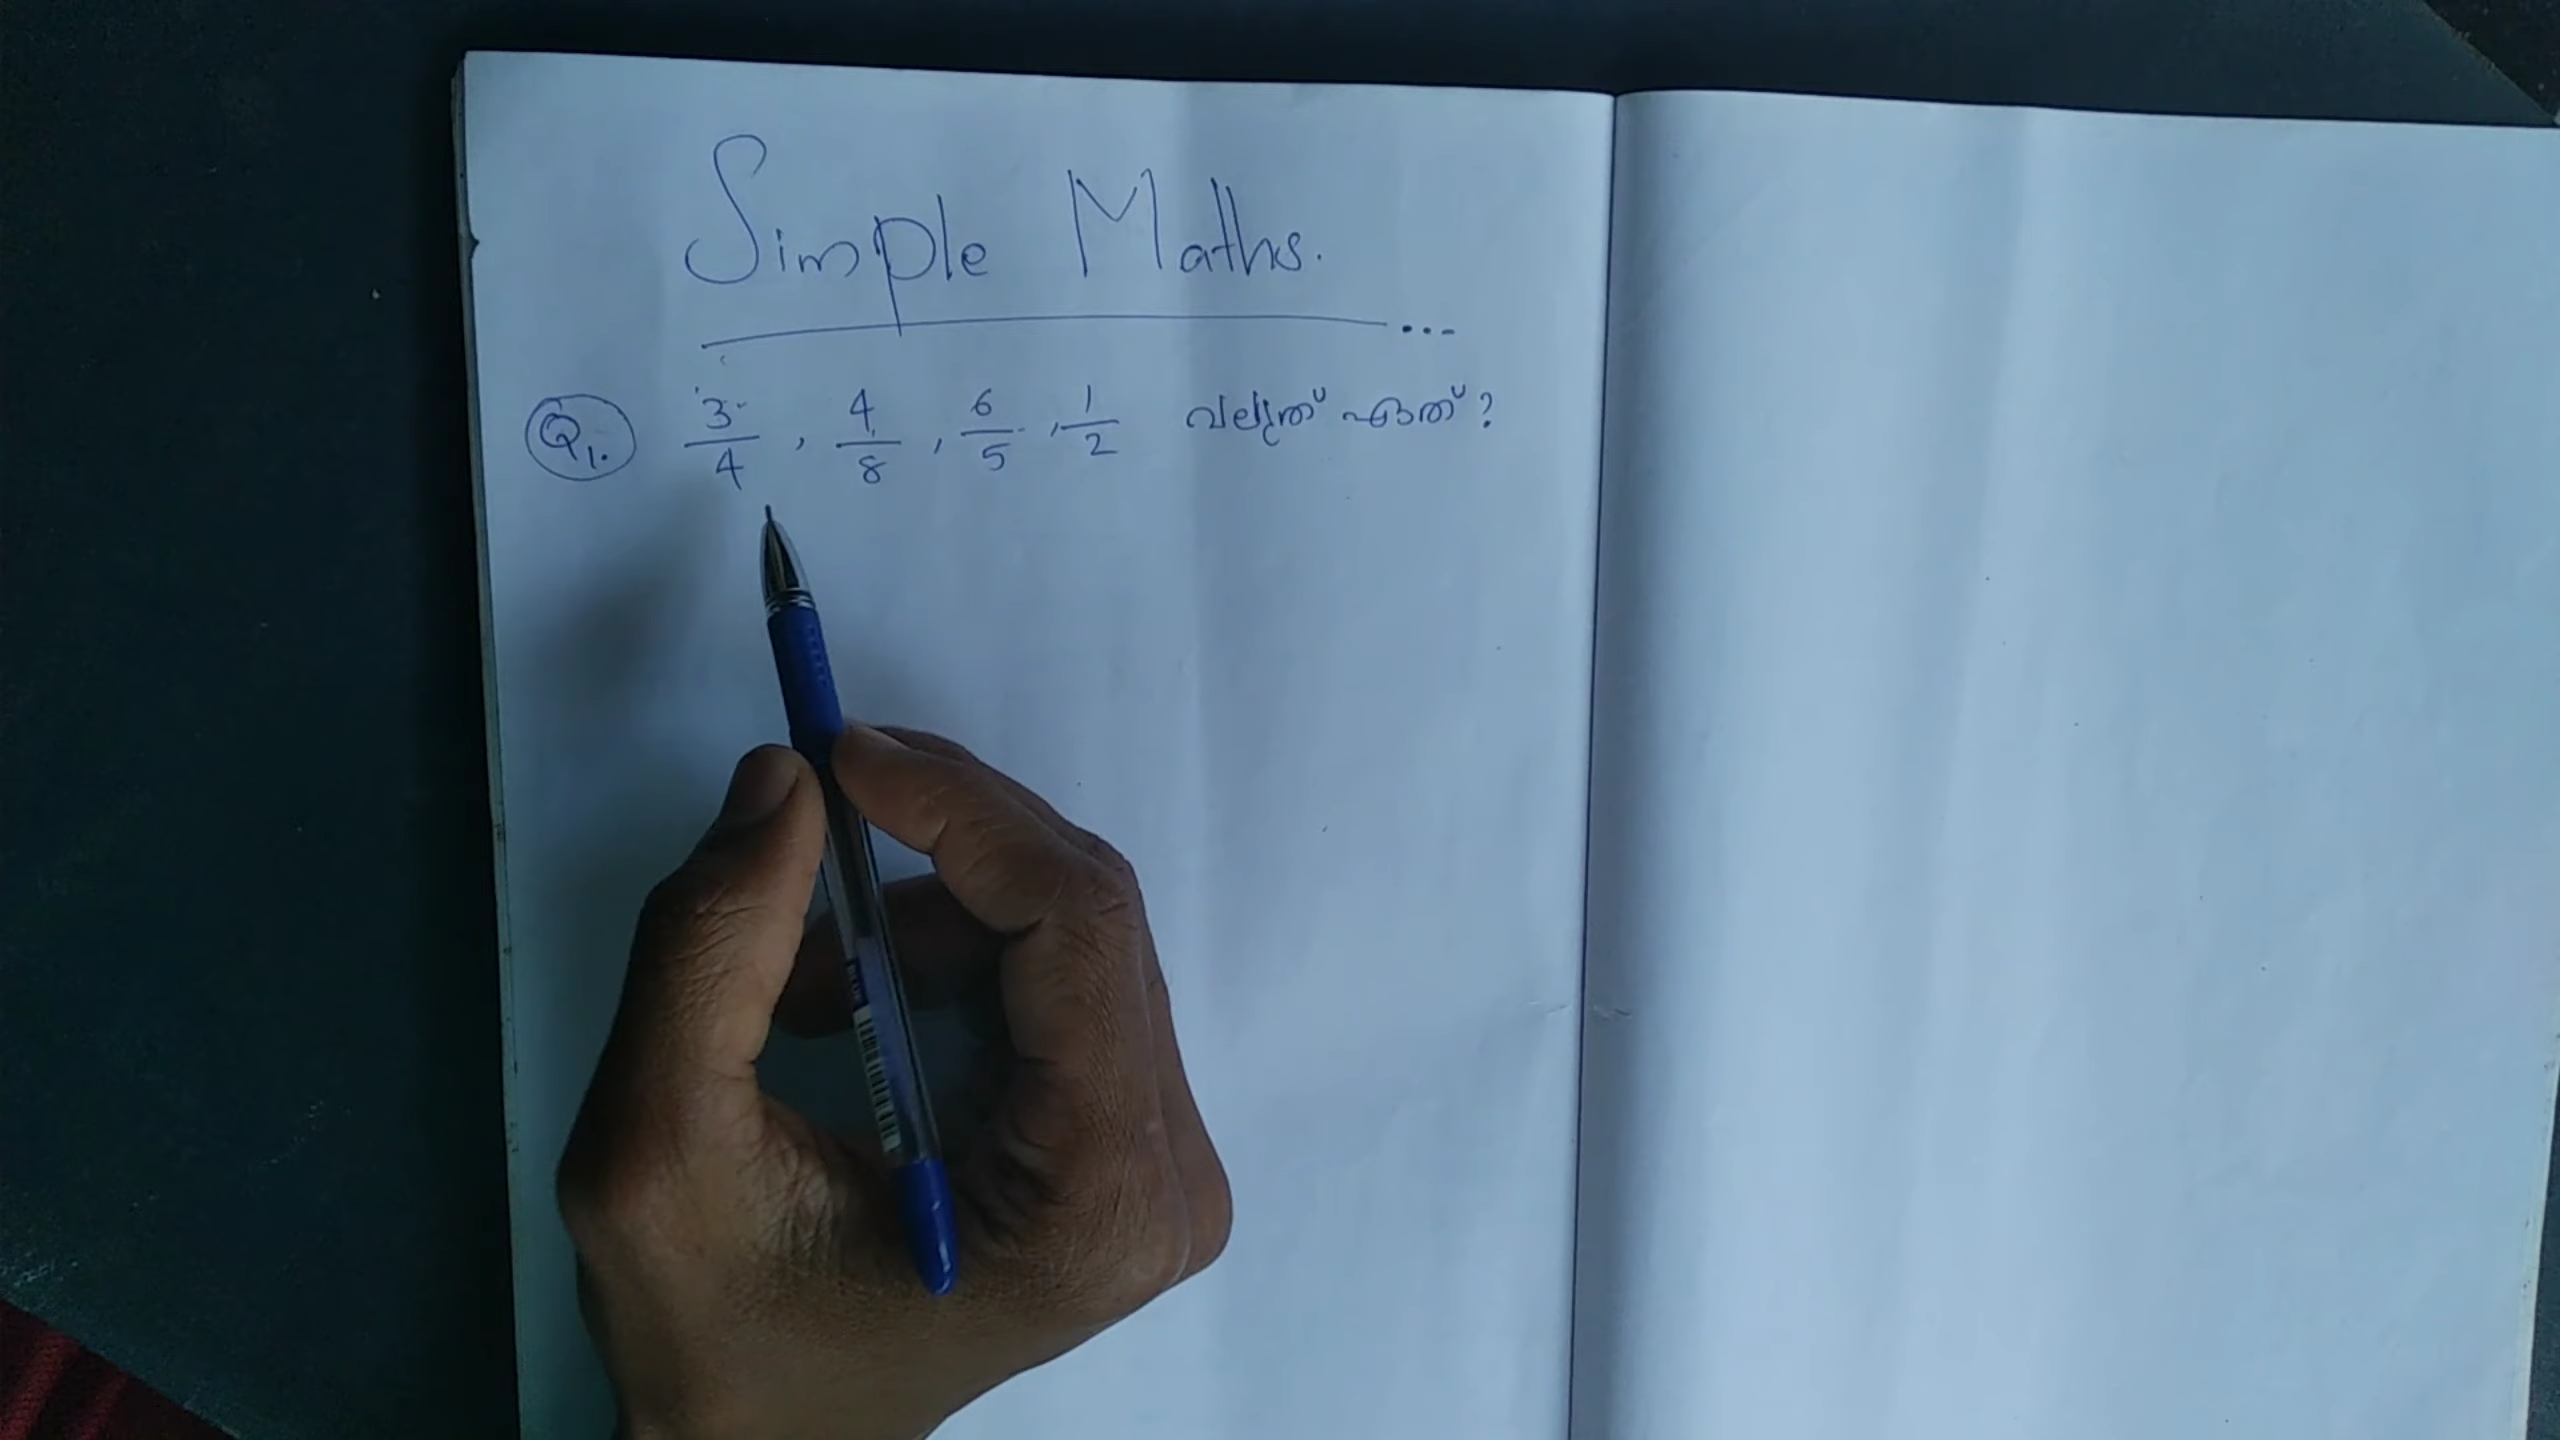 Simple Maths.
Q1. 3/4 , 4/8 , 6/5 , 1/2 വലുത് ഏത് ?